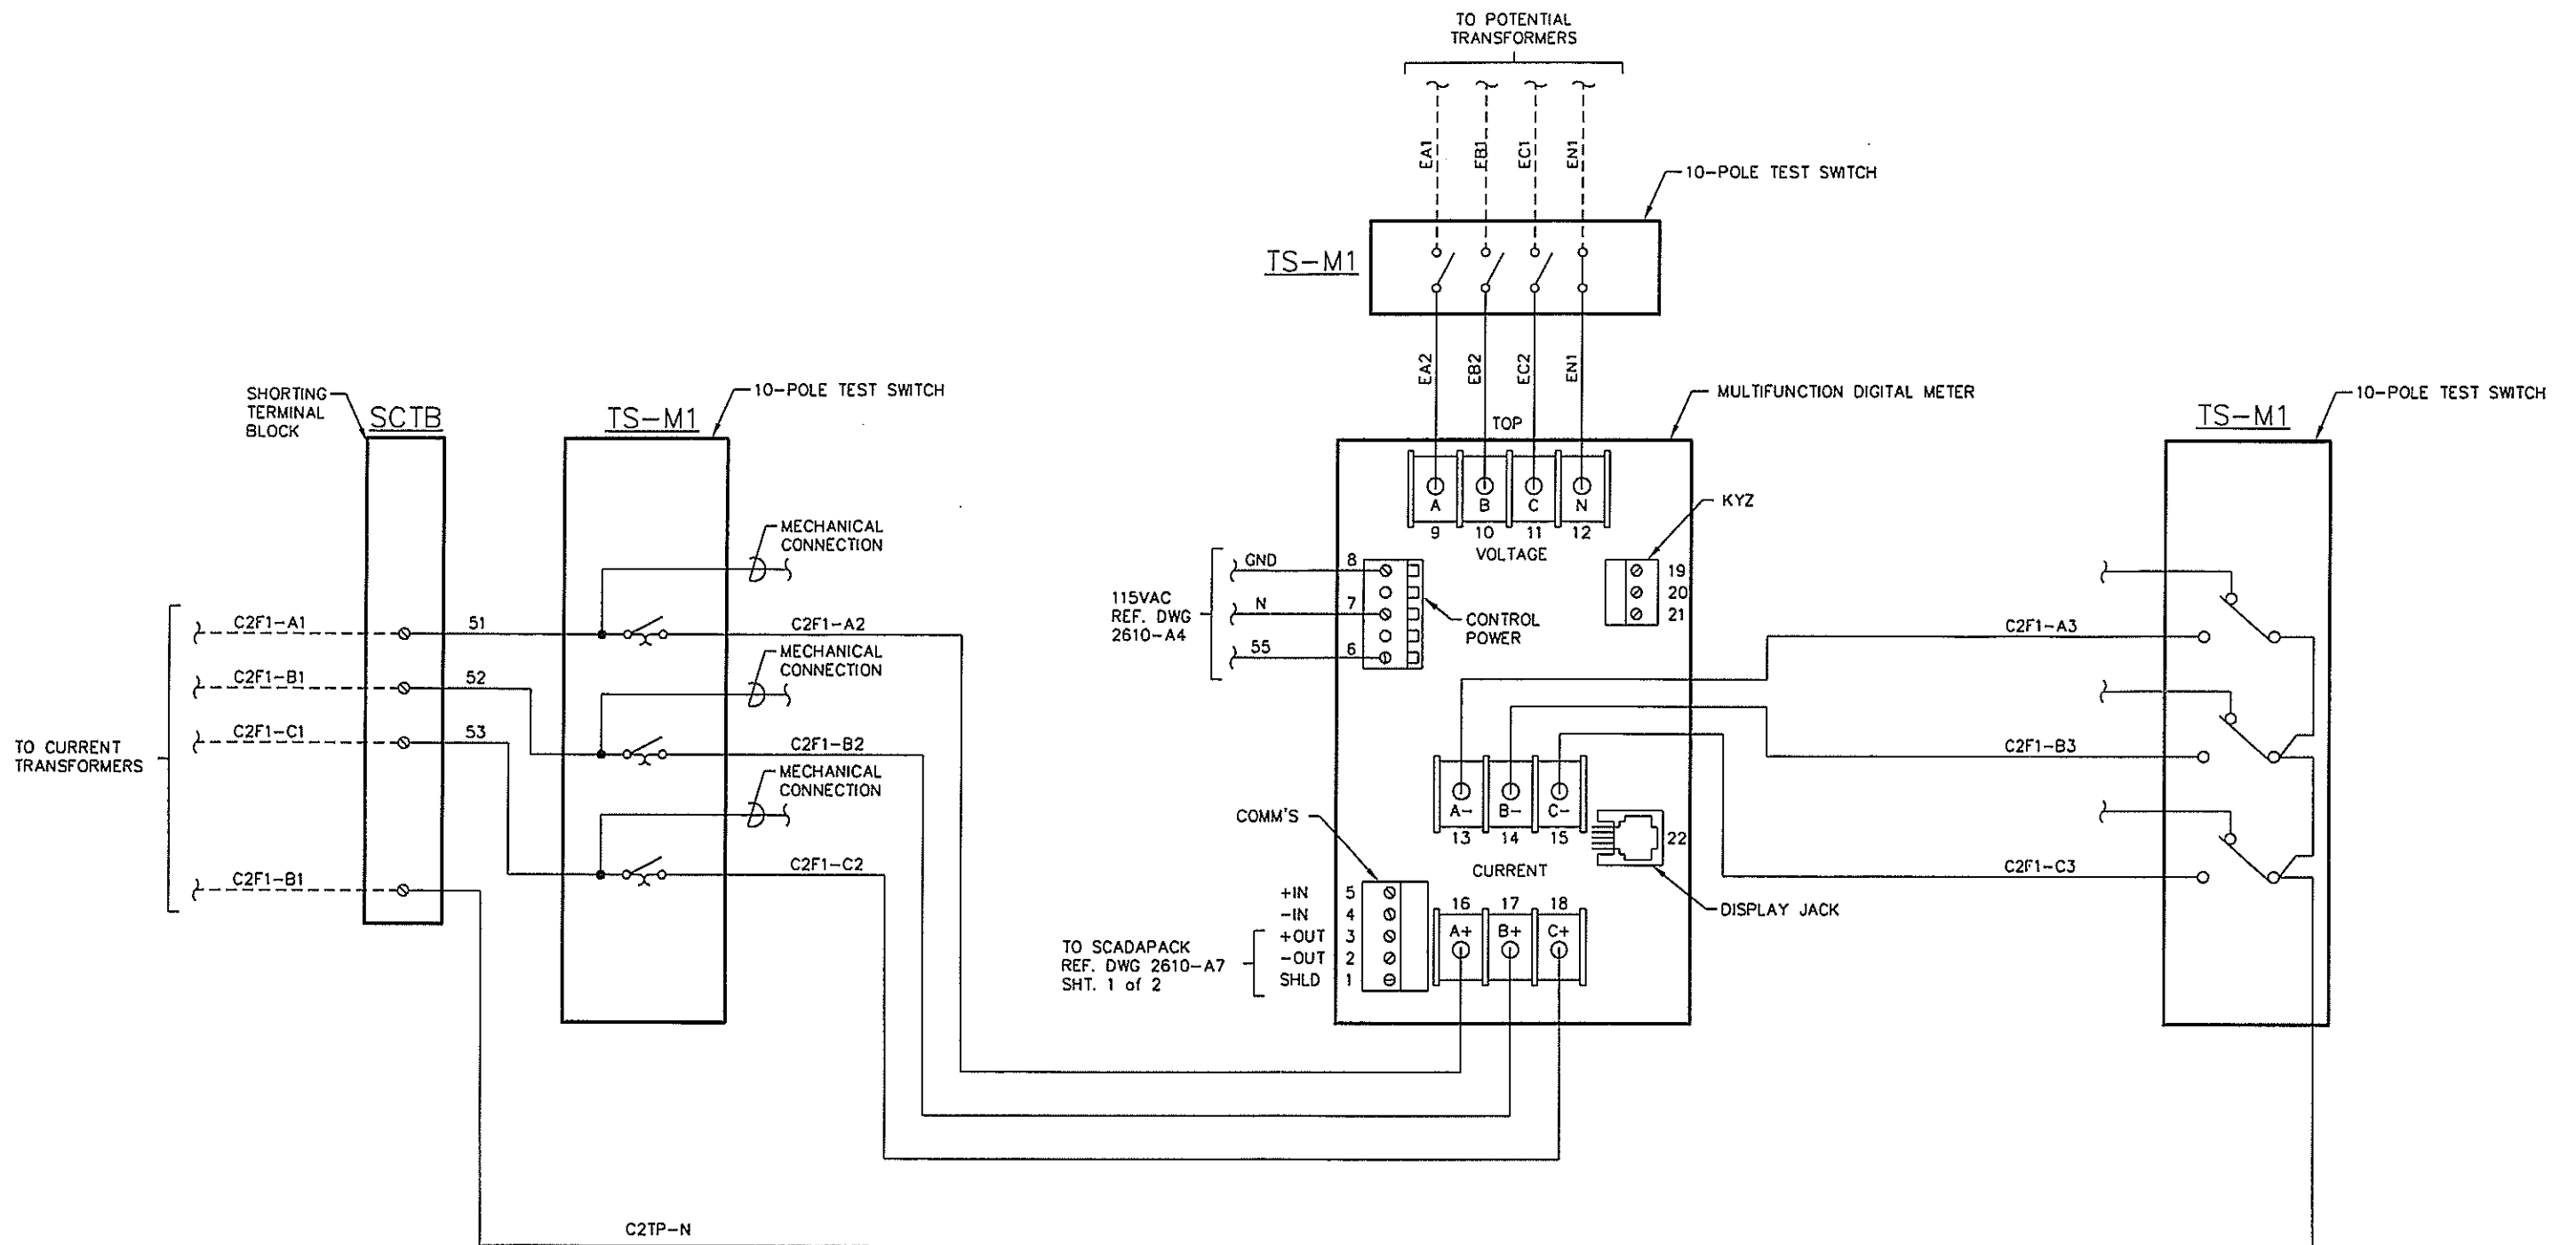 TO POTENTIAL
TRANSFORMERS
EA1
EB1
EC1
EN1
10-POLE TEST SWITCH
TS-M1
EA2
EB2
EC2
EN1
SHORTING
TERMINAL
BLOCK
SCTB
TS-M1
10-POLE TEST SWITCH
TOP
MULTIFUNCTION DIGITAL METER
TS-M1
10-POLE TEST SWITCH
A
B
C
N
9
10
11
12
VOLTAGE
KYZ
19
20
21
MECHANICAL
CONNECTION
MECHANICAL
CONNECTION
MECHANICAL
CONNECTION
115VAC
REF. DWG
2610-A4
GND
8
N
7
55
6
CONTROL
POWER
TO CURRENT
TRANSFORMERS
C2F1-A1
51
C2F1-A2
C2F1-B1
52
C2F1-B2
C2F1-C1
53
C2F1-C2
C2F1-B1
C2F1-A3
C2F1-B3
C2F1-C3
A-
B-
C-
13
14
15
22
CURRENT
DISPLAY JACK
COMM'S
+IN
5
-IN
4
+OUT
3
-OUT
2
SHLD
1
16
17
18
A+
B+
C+
TO SCADAPACK
REF. DWG 2610-A7
SHT. 1 of 2
C2TP-N